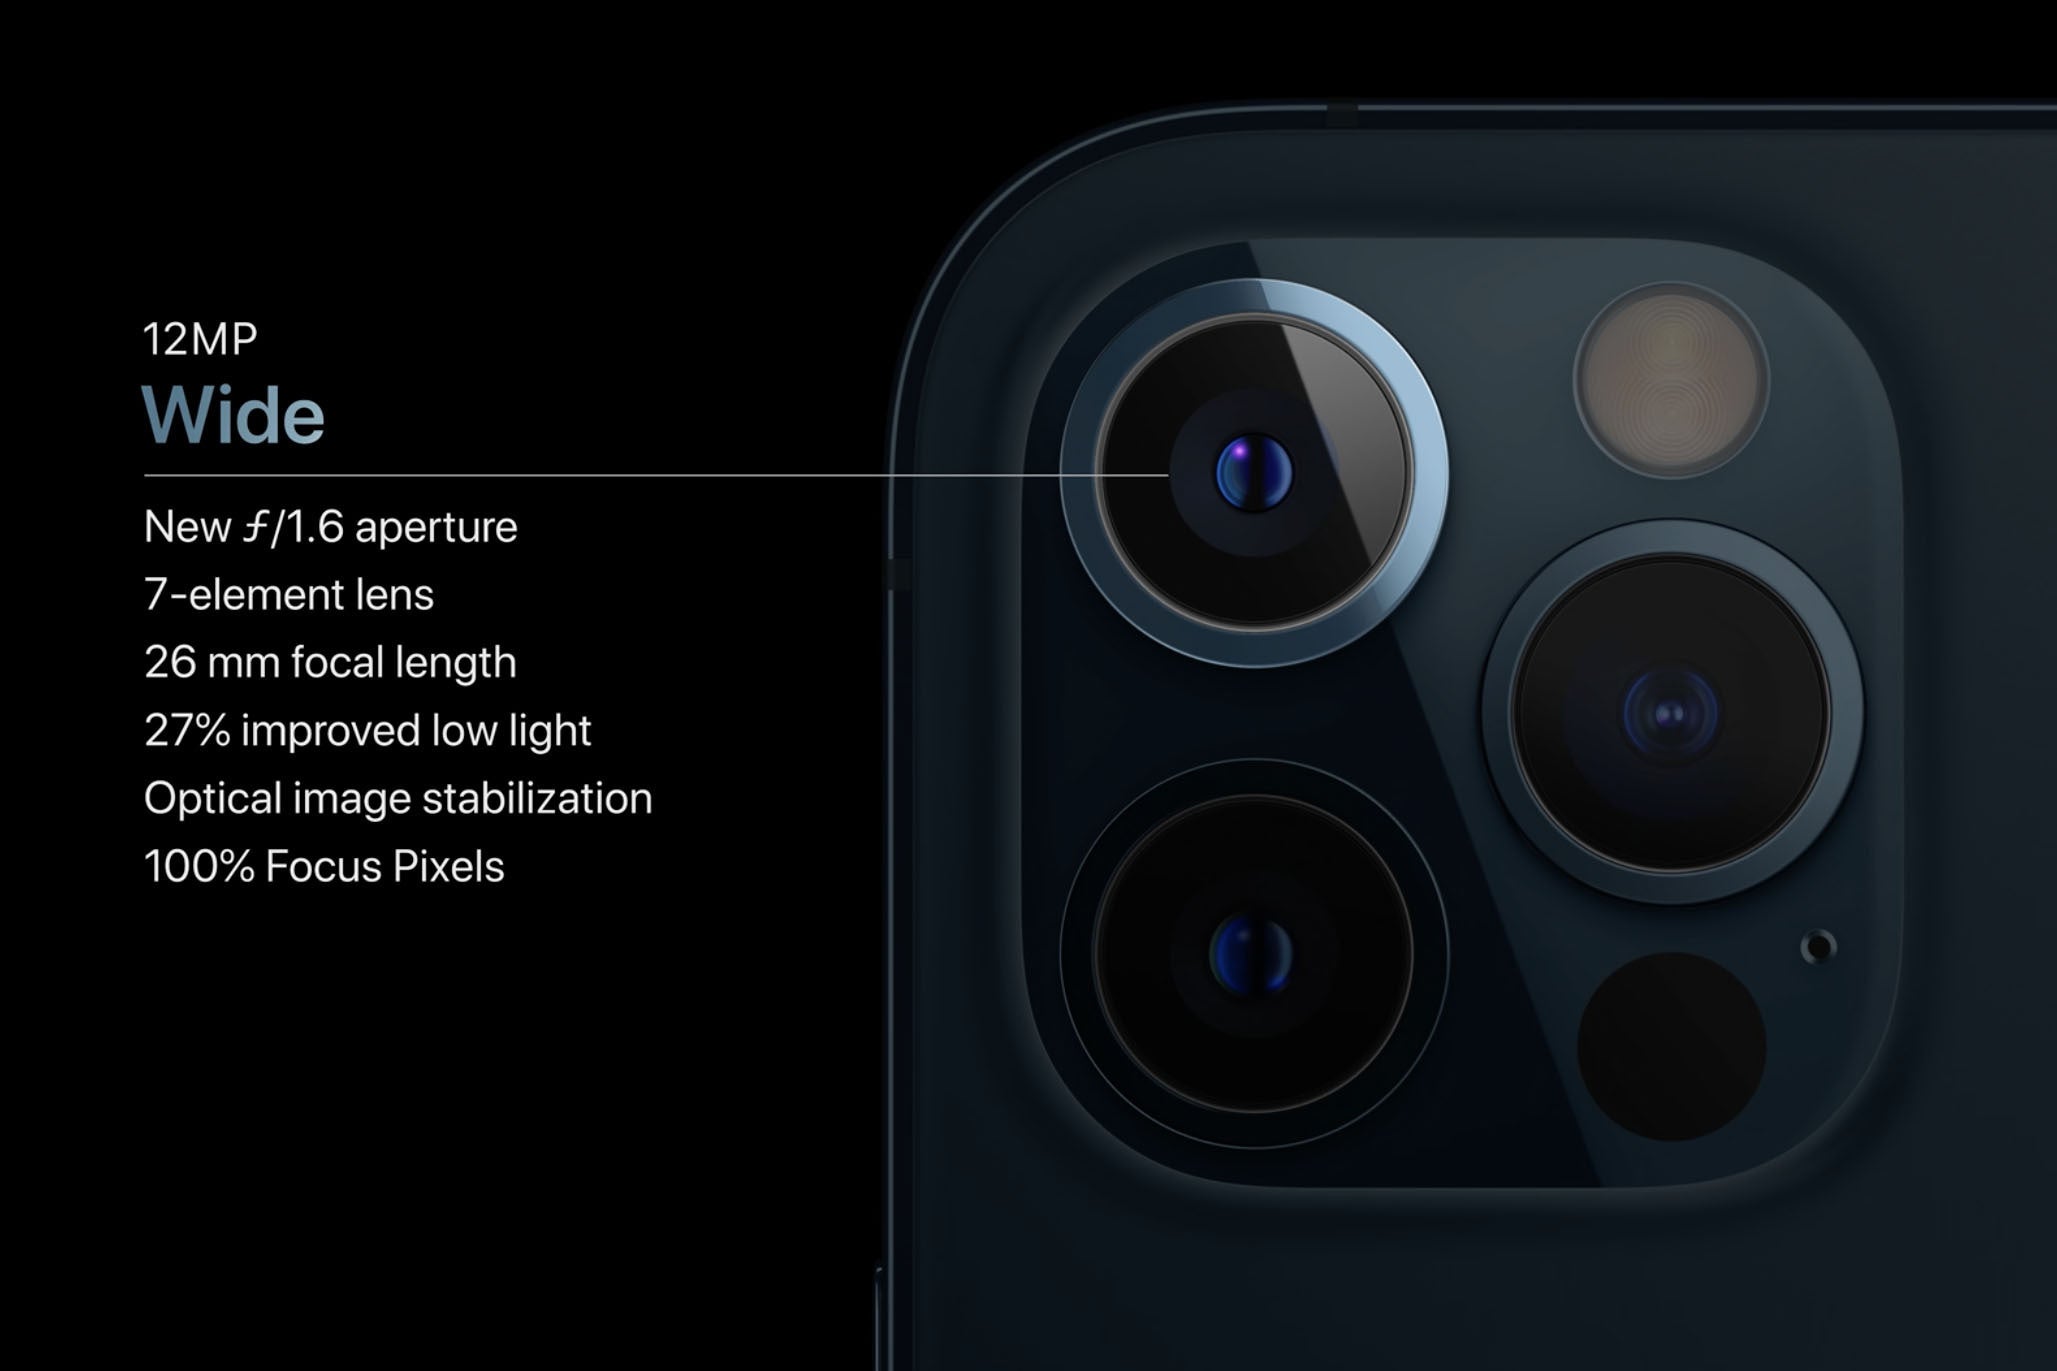 12MP
Wide
New ƒ/1.6 aperture
7-element lens
26 mm focal length
27% improved low light
Optical image stabilization
100% Focus Pixels